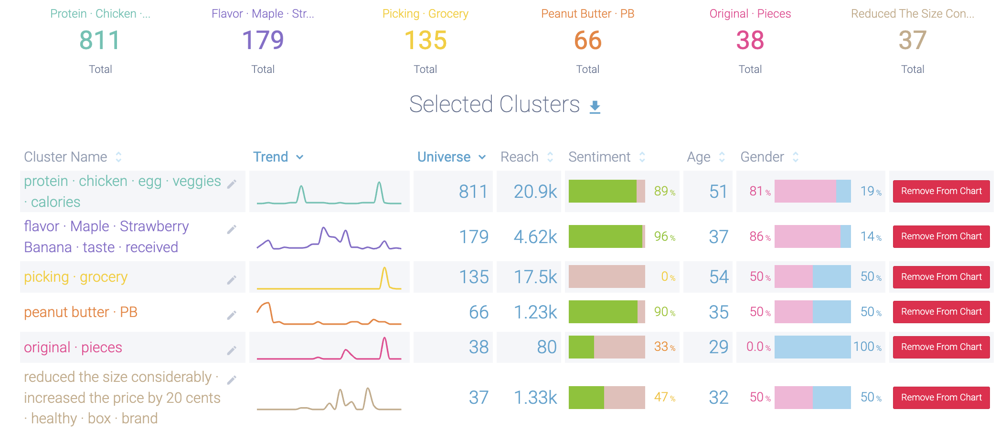 Protein · Chicken ·...
Flavor · Maple · Str...
Picking · Grocery
Peanut Butter · PB
Original · Pieces
Reduced The Size Con...
811
179
135
66
38
37
Total
Total
Total
Total
Total
Total
Selected Clusters
Cluster Name
Trend
Universe
Reach
Sentiment
Age
Gender
protein · chicken · egg · veggies
· calories
811
20.9k
89 %
51
81 %
19 %
Remove From Chart
flavor · Maple · Strawberry
Banana · taste · received
179
4.62k
96 %
37
86 %
14 %
Remove From Chart
picking · grocery
135
17.5k
0 %
54
50 %
50 %
Remove From Chart
peanut butter · PB
66
1.23k
90 %
35
50 %
50 %
Remove From Chart
original · pieces
38
80
33 %
29
0.0 %
100 %
Remove From Chart
reduced the size considerably ·
increased the price by 20 cents
· healthy · box · brand
37
1.33k
47 %
32
50 %
50 %
Remove From Chart